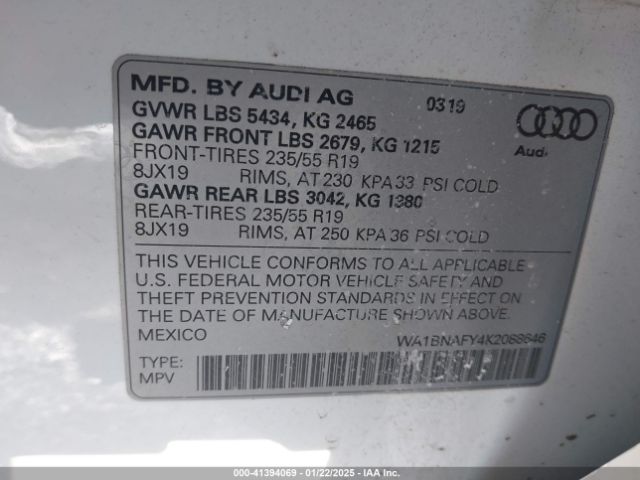 MFD. BY AUDI AG 0319
GVWR LBS 5434, KG 2465
GAWR FRONT LBS 2679, KG 1215
FRONT-TIRES 235/55 R19
8JX19 RIMS, AT 230 KPA 33 PSI COLD
GAWR REAR LBS 3042, KG 1380
REAR-TIRES 235/55 R19
8JX19 RIMS, AT 250 KPA 36 PSI COLD
Audi
THIS VEHICLE CONFORMS TO ALL APPLICABLE
U.S. FEDERAL MOTOR VEHICLE SAFETY AND
THEFT PREVENTION STANDARDS IN EFFECT ON
THE DATE OF MANUFACTURE SHOWN ABOVE.
MEXICO WA1BNAFY4K2068646
TYPE:
MPV
000-41394069 - 01/22/2025 - Copyright © IAA, Inc.